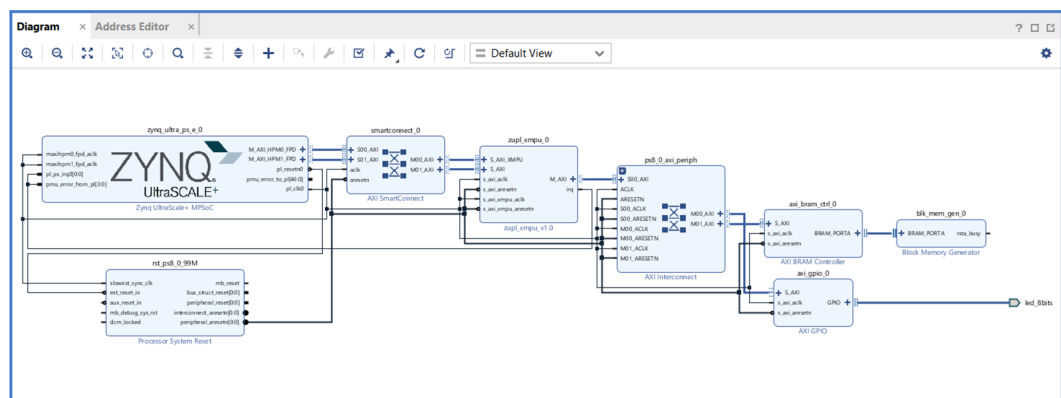 Diagram × Address Editor ×
? □
Default View
zynq_ultra_ps_e_0
maxihpm0_fpd_aclk
maxihpm1_fpd_aclk
pl_ps_irq0[0:0]
pmu_error_from_pl[3:0]
ZYNQ
UltraSCALE+
M_AXI_HPM0_FPD
M_AXI_HPM1_FPD
pl_resetn0
pmu_error_to_pl[46:0]
pl_clk0
Zynq UltraScale+ MPSoC
smartconnect_0
S00_AXI
S01_AXI
aclk
aresetn
M00_AXI
M01_AXI
AXI SmartConnect
zupl_xmpu_0
S_AXI_XMPU
S_AXI
s_axi_aclk
s_axi_aresetn
s_axi_xmpu_aclk
s_axi_xmpu_aresetn
M_AXI
irq
zupl_xmpu_v1.0
ps8_0_axi_periph
S00_AXI
ACLK
ARESETN
S00_ACLK
S00_ARESETN
M00_ACLK
M00_ARESETN
M01_ACLK
M01_ARESETN
M00_AXI
M01_AXI
AXI Interconnect
axi_bram_ctrl_0
S_AXI
s_axi_aclk
s_axi_aresetn
BRAM_PORTA
AXI BRAM Controller
blk_mem_gen_0
BRAM_PORTA
rsta_busy
Block Memory Generator
axi_gpio_0
S_AXI
s_axi_aclk
s_axi_aresetn
GPIO
AXI GPIO
led_8bits
rst_ps8_0_99M
slowest_sync_clk
ext_reset_in
aux_reset_in
mb_debug_sys_rst
dcm_locked
mb_reset
bus_struct_reset[0:0]
peripheral_reset[0:0]
interconnect_aresetn[0:0]
peripheral_aresetn[0:0]
Processor System Reset